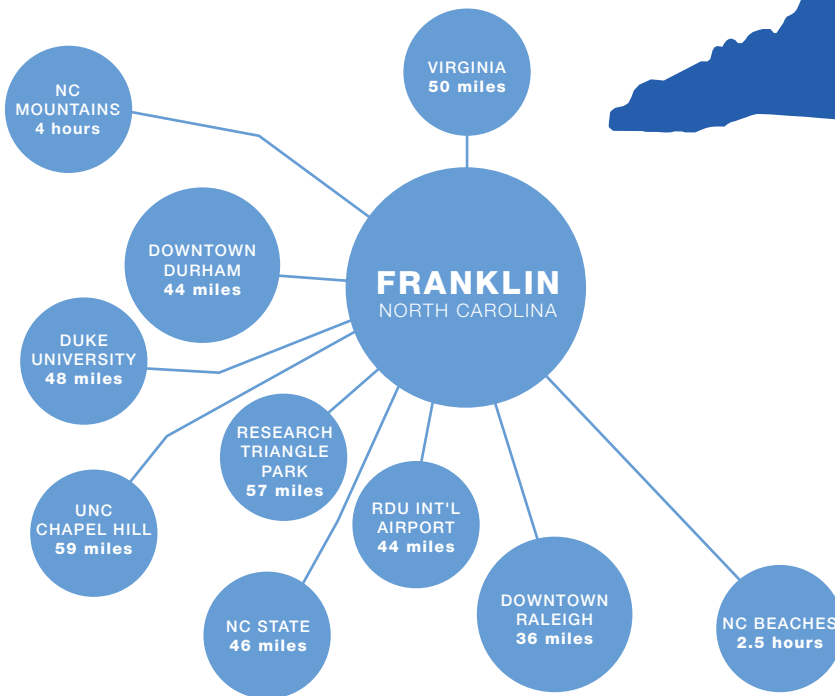 VIRGINIA
50 miles
NC
MOUNTAINS
4 hours
DOWNTOWN
DURHAM
44 miles
FRANKLIN
NORTH CAROLINA
DUKE
UNIVERSITY
48 miles
RESEARCH
TRIANGLE
PARK
57 miles
UNC
CHAPEL HILL
59 miles
RDU INT'L
AIRPORT
44 miles
NC STATE
46 miles
DOWNTOWN
RALEIGH
36 miles
NC BEACHES
2.5 hours